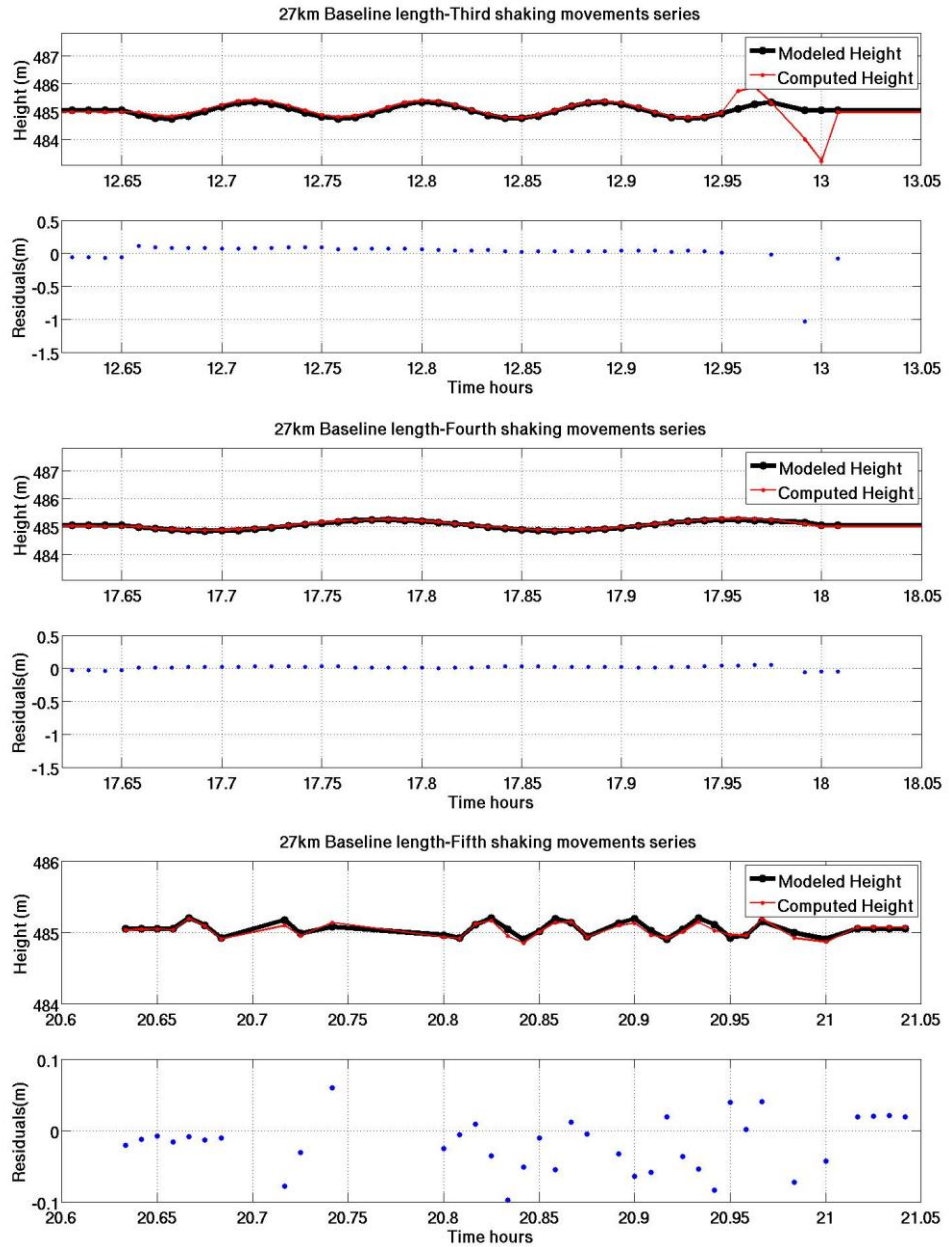 27km Baseline length-Third shaking movements series
Height (m)
487
486
485
484
Modeled Height
Computed Height
12.65 12.7 12.75 12.8 12.85 12.9 12.95 13 13.05
Residuals(m)
0.5
0
-0.5
-1
-1.5
12.65 12.7 12.75 12.8 12.85 12.9 12.95 13 13.05
Time hours
27km Baseline length-Fourth shaking movements series
Height (m)
487
486
485
484
Modeled Height
Computed Height
17.65 17.7 17.75 17.8 17.85 17.9 17.95 18 18.05
Residuals(m)
0.5
0
-0.5
-1
-1.5
17.65 17.7 17.75 17.8 17.85 17.9 17.95 18 18.05
Time hours
27km Baseline length-Fifth shaking movements series
Height (m)
486
485
484
Modeled Height
Computed Height
20.6 20.65 20.7 20.75 20.8 20.85 20.9 20.95 21 21.05
Residuals(m)
0.1
0
-0.1
20.6 20.65 20.7 20.75 20.8 20.85 20.9 20.95 21 21.05
Time hours